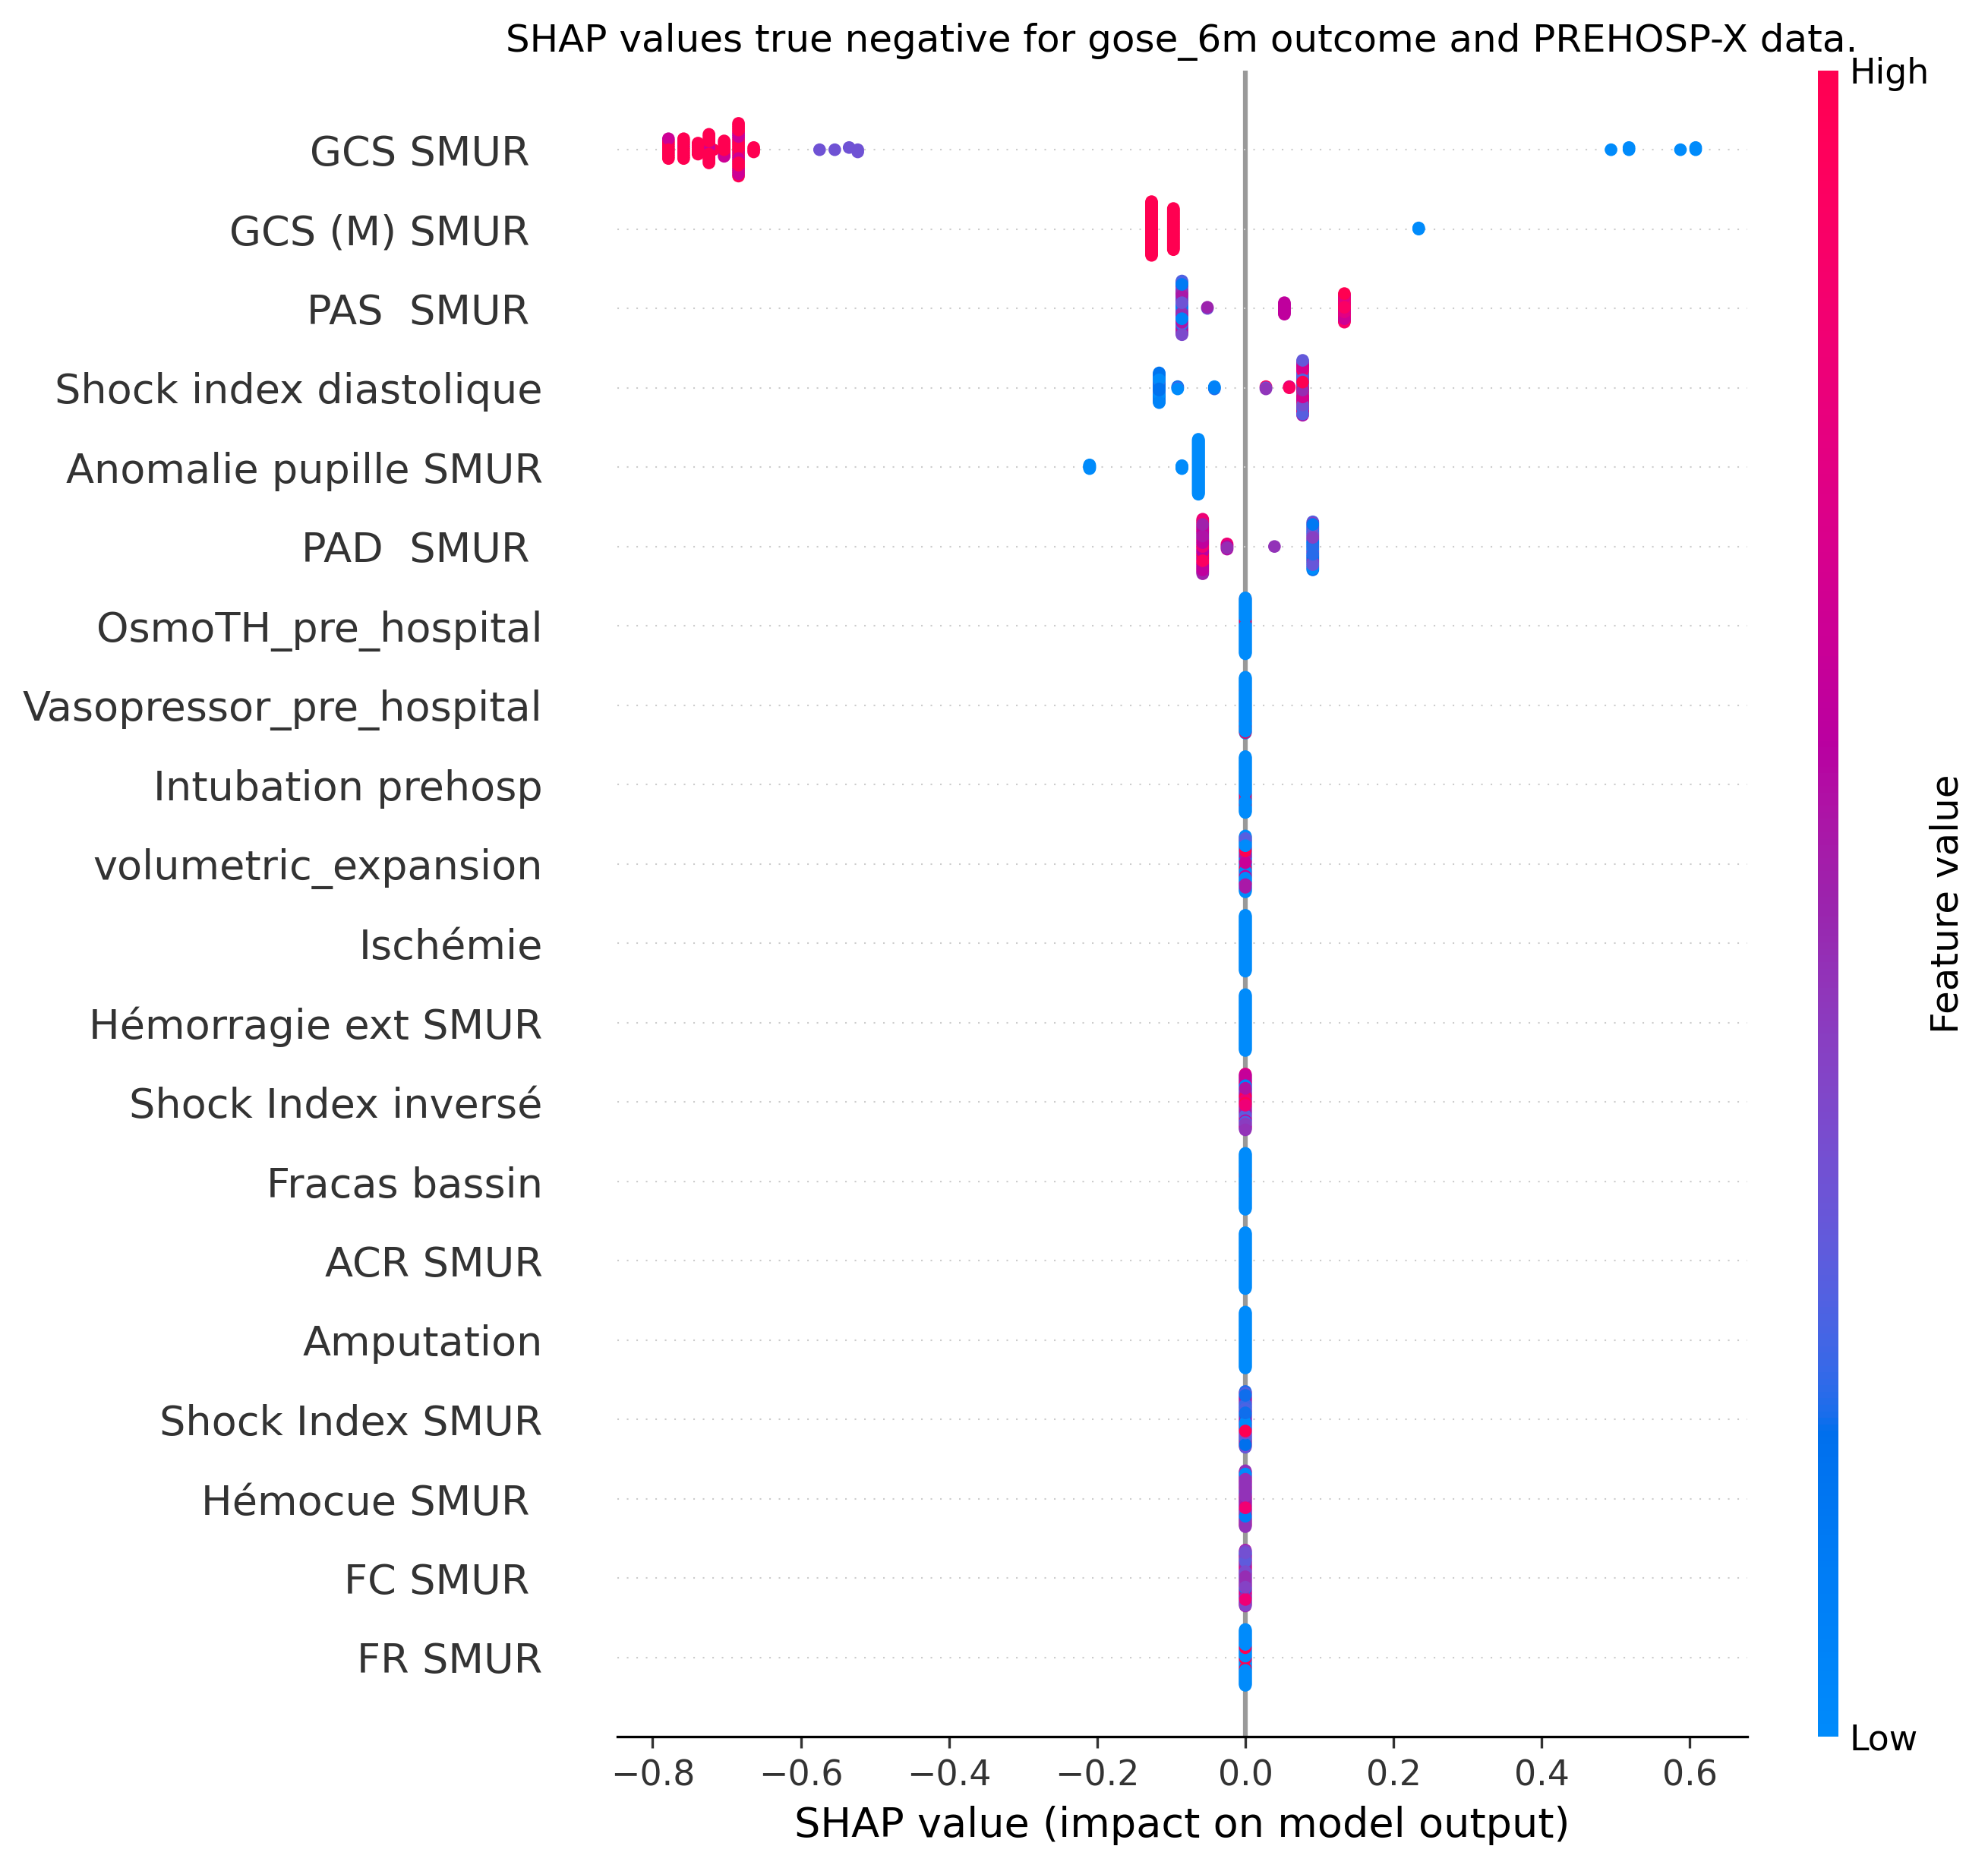 SHAP values true negative for gose_6m outcome and PREHOSP-X data.
High
GCS SMUR
GCS (M) SMUR
PAS  SMUR
Shock index diastolique
Anomalie pupille SMUR
PAD  SMUR
OsmoTH_pre_hospital
Vasopressor_pre_hospital
Intubation prehosp
volumetric_expansion
Ischémie
Hémorragie ext SMUR
Shock Index inversé
Fracas bassin
ACR SMUR
Amputation
Shock Index SMUR
Hémocue SMUR
FC SMUR
FR SMUR
Feature value
Low
−0.8 −0.6 −0.4 −0.2 0.0 0.2 0.4 0.6
SHAP value (impact on model output)